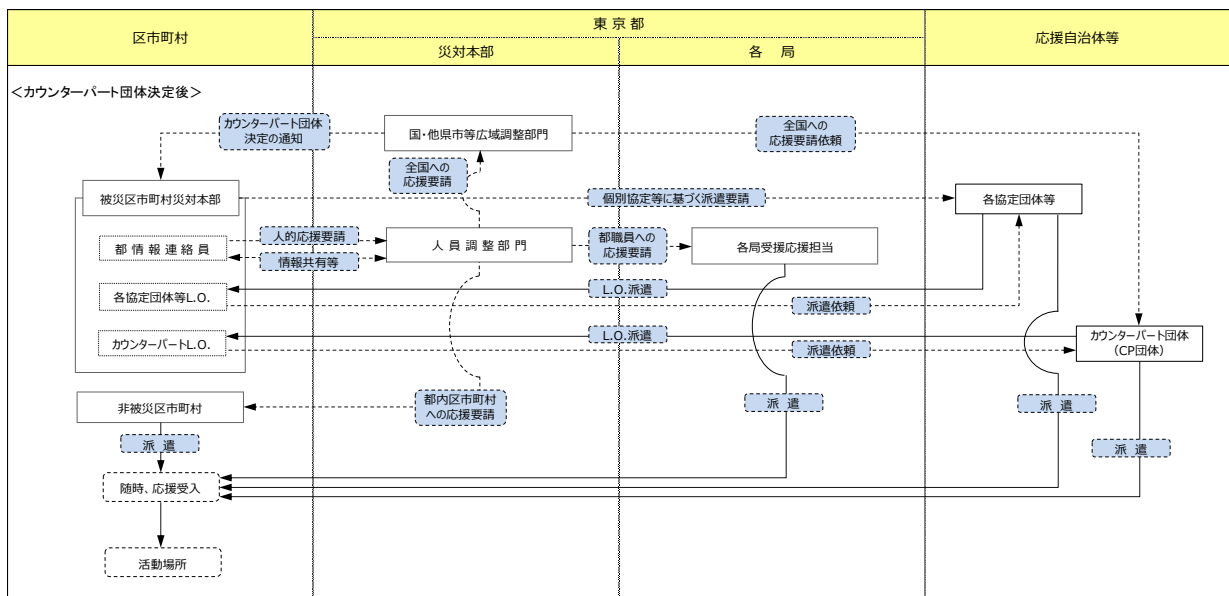 区市町村
東 京 都
災対本部
各 局
応援自治体等
＜カウンターパート団体決定後＞
カウンターパート団体
決定の通知
国・他県市等広域調整部門
全国への
応援要請依頼
全国への
応援要請
被災区市町村災対本部
個別協定等に基づく派遣要請
各協定団体等
都 情 報 連 絡 員
人的応援要請
情報共有等
人 員 調 整 部 門
都職員への
応援要請
各局受援応援担当
各協定団体等L.O.
L.O.派遣
派遣依頼
カウンターパートL.O.
L.O.派遣
派遣依頼
カウンターパート団体
（CP団体）
非被災区市町村
都内区市町村
への応援要請
派 遣
派 遣
派 遣
派 遣
随時、応援受入
活動場所